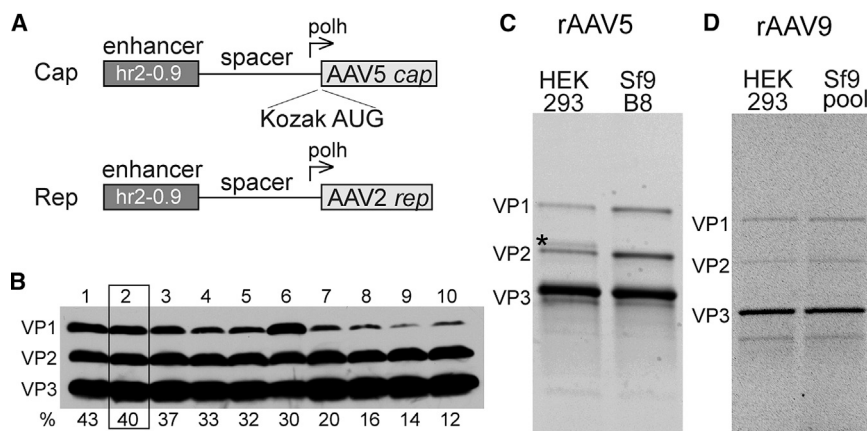 A
enhancer
polh
Cap
hr2-0.9
spacer
AAV5 cap
Kozak AUG
enhancer
polh
Rep
hr2-0.9
spacer
AAV2 rep
B
1 2 3 4 5 6 7 8 9 10
VP1
VP2
VP3
% 43 40 37 33 32 30 20 16 14 12
C
rAAV5
HEK Sf9
293 B8
VP1
*
VP2
VP3
D
rAAV9
HEK Sf9
293 pool
VP1
VP2
VP3